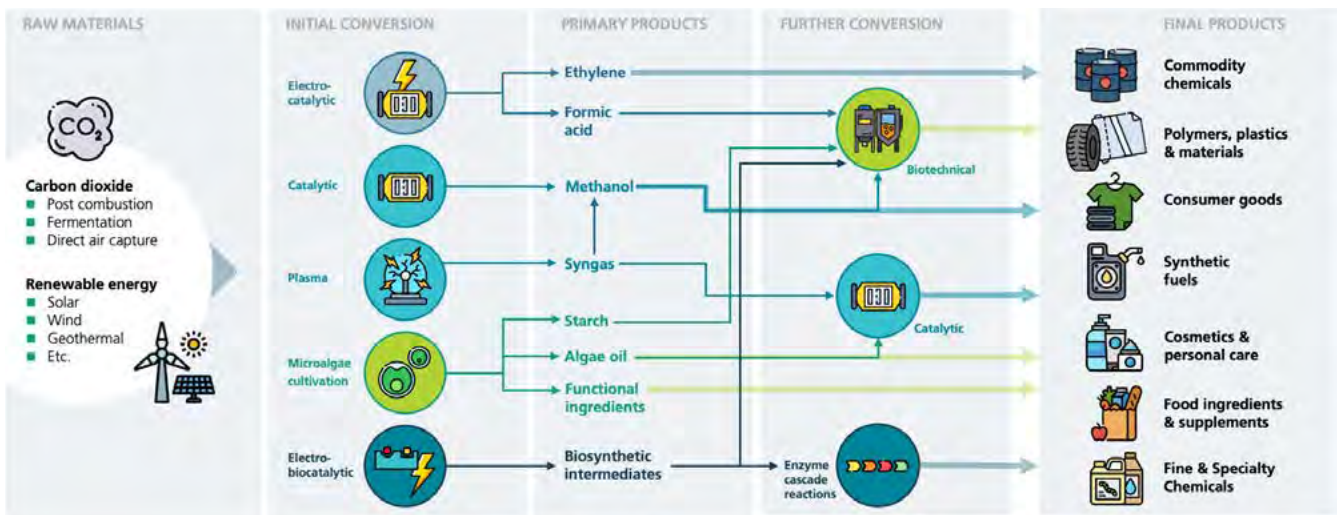 RAW MATERIALS
INITIAL CONVERSION
PRIMARY PRODUCTS
FURTHER CONVERSION
FINAL PRODUCTS
CO2
Carbon dioxide
Post combustion
Fermentation
Direct air capture
Renewable energy
Solar
Wind
Geothermal
Etc.
Electro-
catalytic
Catalytic
Plasma
Microalgae
cultivation
Electro-
biocatalytic
Ethylene
Formic
acid
Methanol
Syngas
Starch
Algae oil
Functional
ingredients
Biosynthetic
intermediates
Biotechnical
Catalytic
Enzyme
cascade
reactions
Commodity
chemicals
Polymers, plastics
& materials
Consumer goods
Synthetic
fuels
Cosmetics &
personal care
Food ingredients
& supplements
Fine & Specialty
Chemicals